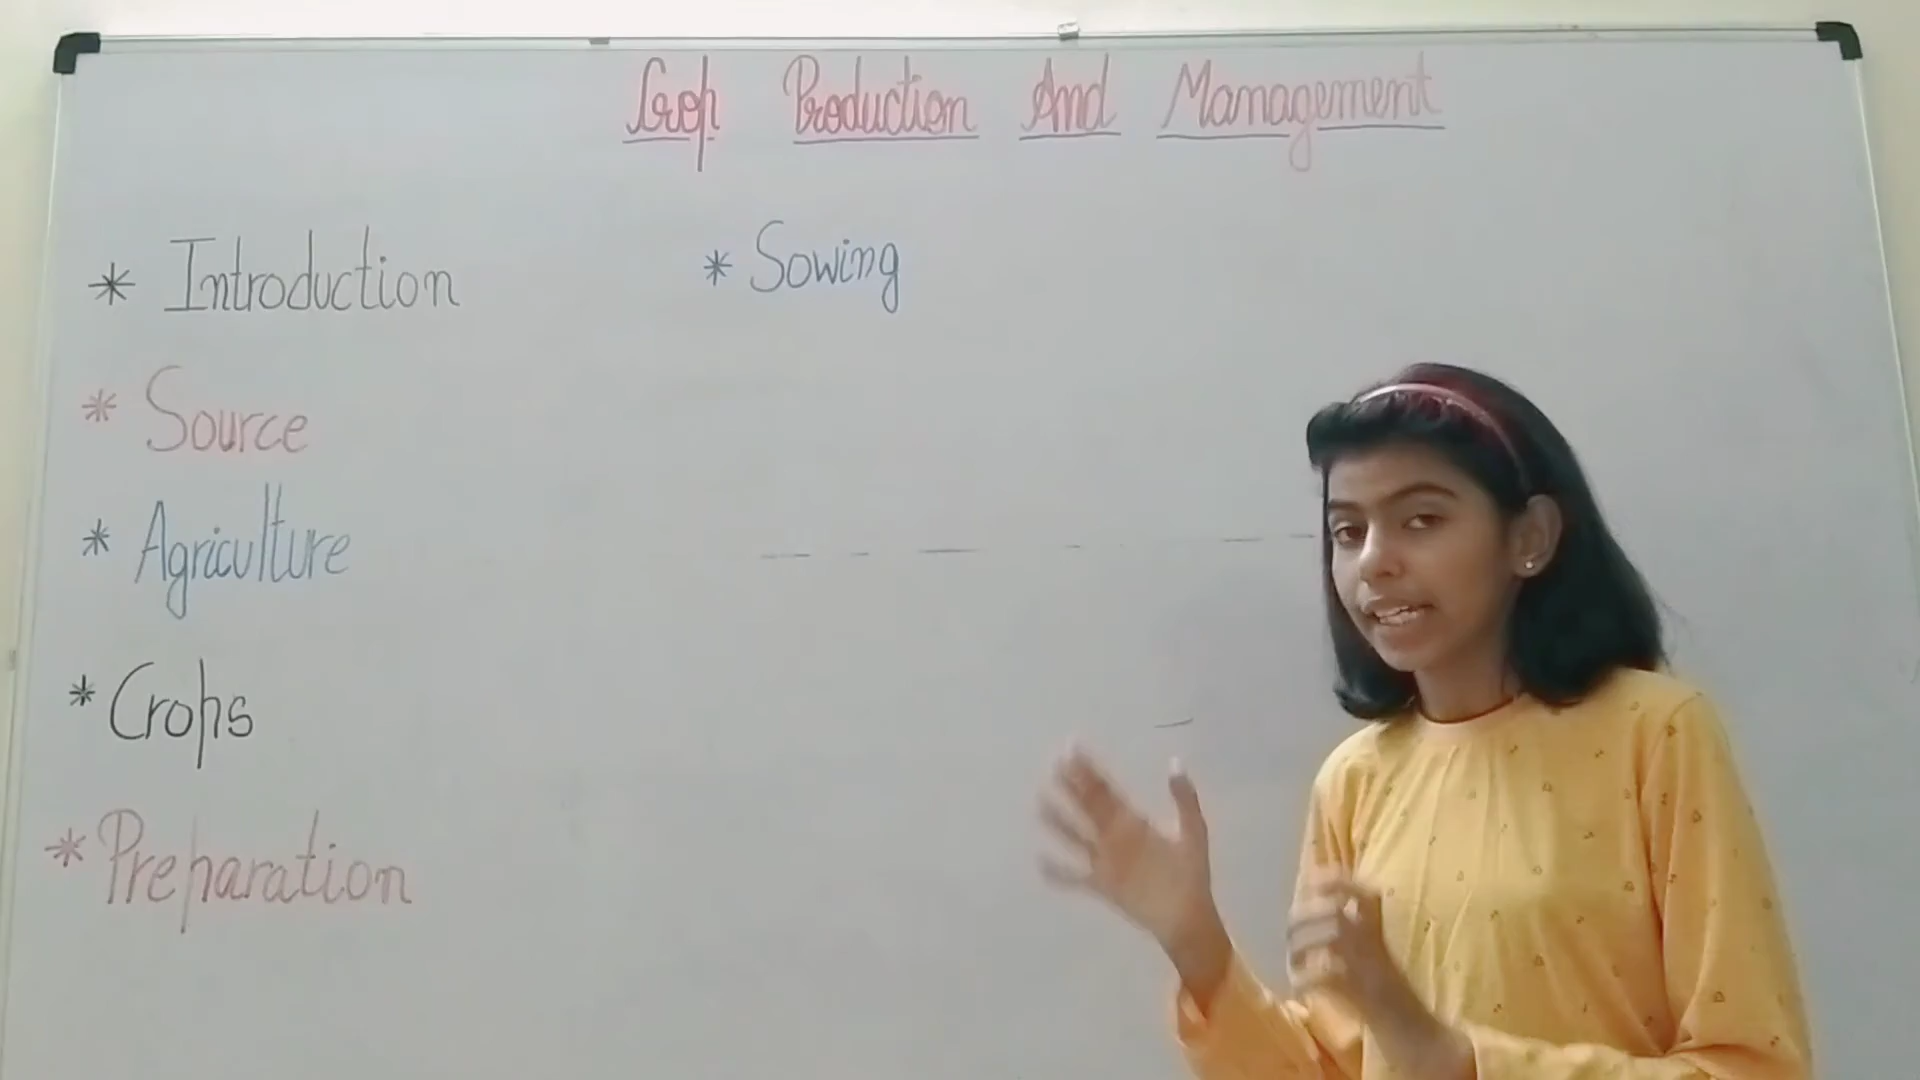 Crop Production And Management
* Introduction
* Source
* Agriculture
* Crops
* Preparation
* Sowing